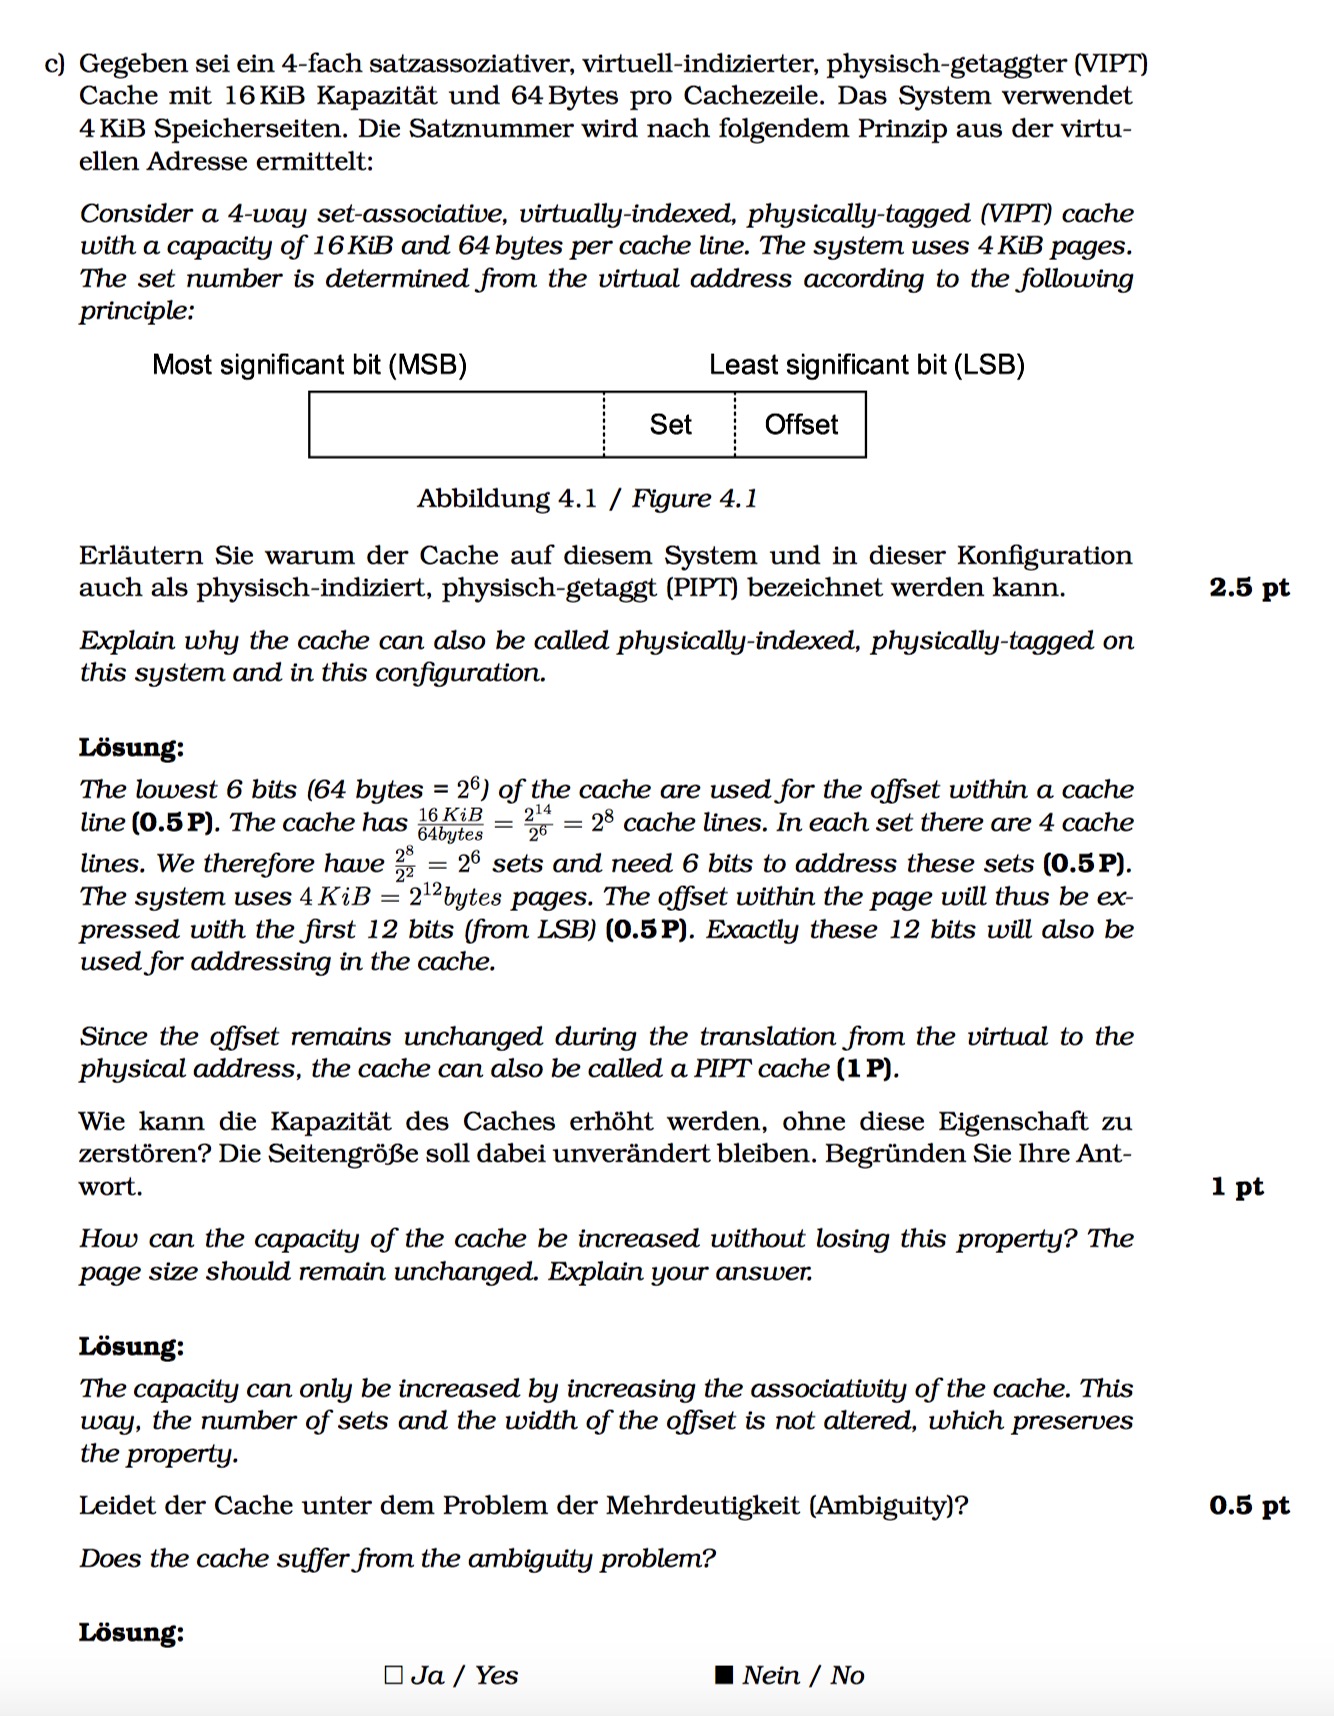 c) Gegeben sei ein 4-fach satzassoziativer, virtuell-indizierter, physisch-getaggter (VIPT)
Cache mit 16 KiB Kapazität und 64 Bytes pro Cachezeile. Das System verwendet
4 KiB Speicherseiten. Die Satznummer wird nach folgendem Prinzip aus der virtu-
ellen Adresse ermittelt:
Consider a 4-way set-associative, virtually-indexed, physically-tagged (VIPT) cache
with a capacity of 16 KiB and 64 bytes per cache line. The system uses 4 KiB pages.
The set number is determined from the virtual address according to the following
principle:
Most significant bit (MSB) Least significant bit (LSB)
Set Offset
Abbildung 4.1 / Figure 4.1
Erläutern Sie warum der Cache auf diesem System und in dieser Konfiguration
auch als physisch-indiziert, physisch-getaggt (PIPT) bezeichnet werden kann. 2.5 pt
Explain why the cache can also be called physically-indexed, physically-tagged on
this system and in this configuration.
Lösung:
The lowest 6 bits (64 bytes = 2^6) of the cache are used for the offset within a cache
line (0.5 P). The cache has \frac{16 KiB}{64bytes} = \frac{2^{14}}{2^6} = 2^8 cache lines. In each set there are 4 cache
lines. We therefore have \frac{2^8}{2^2} = 2^6 sets and need 6 bits to address these sets (0.5 P).
The system uses 4 KiB = 2^{12}bytes pages. The offset within the page will thus be ex-
pressed with the first 12 bits (from LSB) (0.5 P). Exactly these 12 bits will also be
used for addressing in the cache.
Since the offset remains unchanged during the translation from the virtual to the
physical address, the cache can also be called a PIPT cache (1 P).
Wie kann die Kapazität des Caches erhöht werden, ohne diese Eigenschaft zu
zerstören? Die Seitengröße soll dabei unverändert bleiben. Begründen Sie Ihre Ant-
wort. 1 pt
How can the capacity of the cache be increased without losing this property? The
page size should remain unchanged. Explain your answer.
Lösung:
The capacity can only be increased by increasing the associativity of the cache. This
way, the number of sets and the width of the offset is not altered, which preserves
the property.
Leidet der Cache unter dem Problem der Mehrdeutigkeit (Ambiguity)? 0.5 pt
Does the cache suffer from the ambiguity problem?
Lösung:
□ Ja / Yes ■ Nein / No